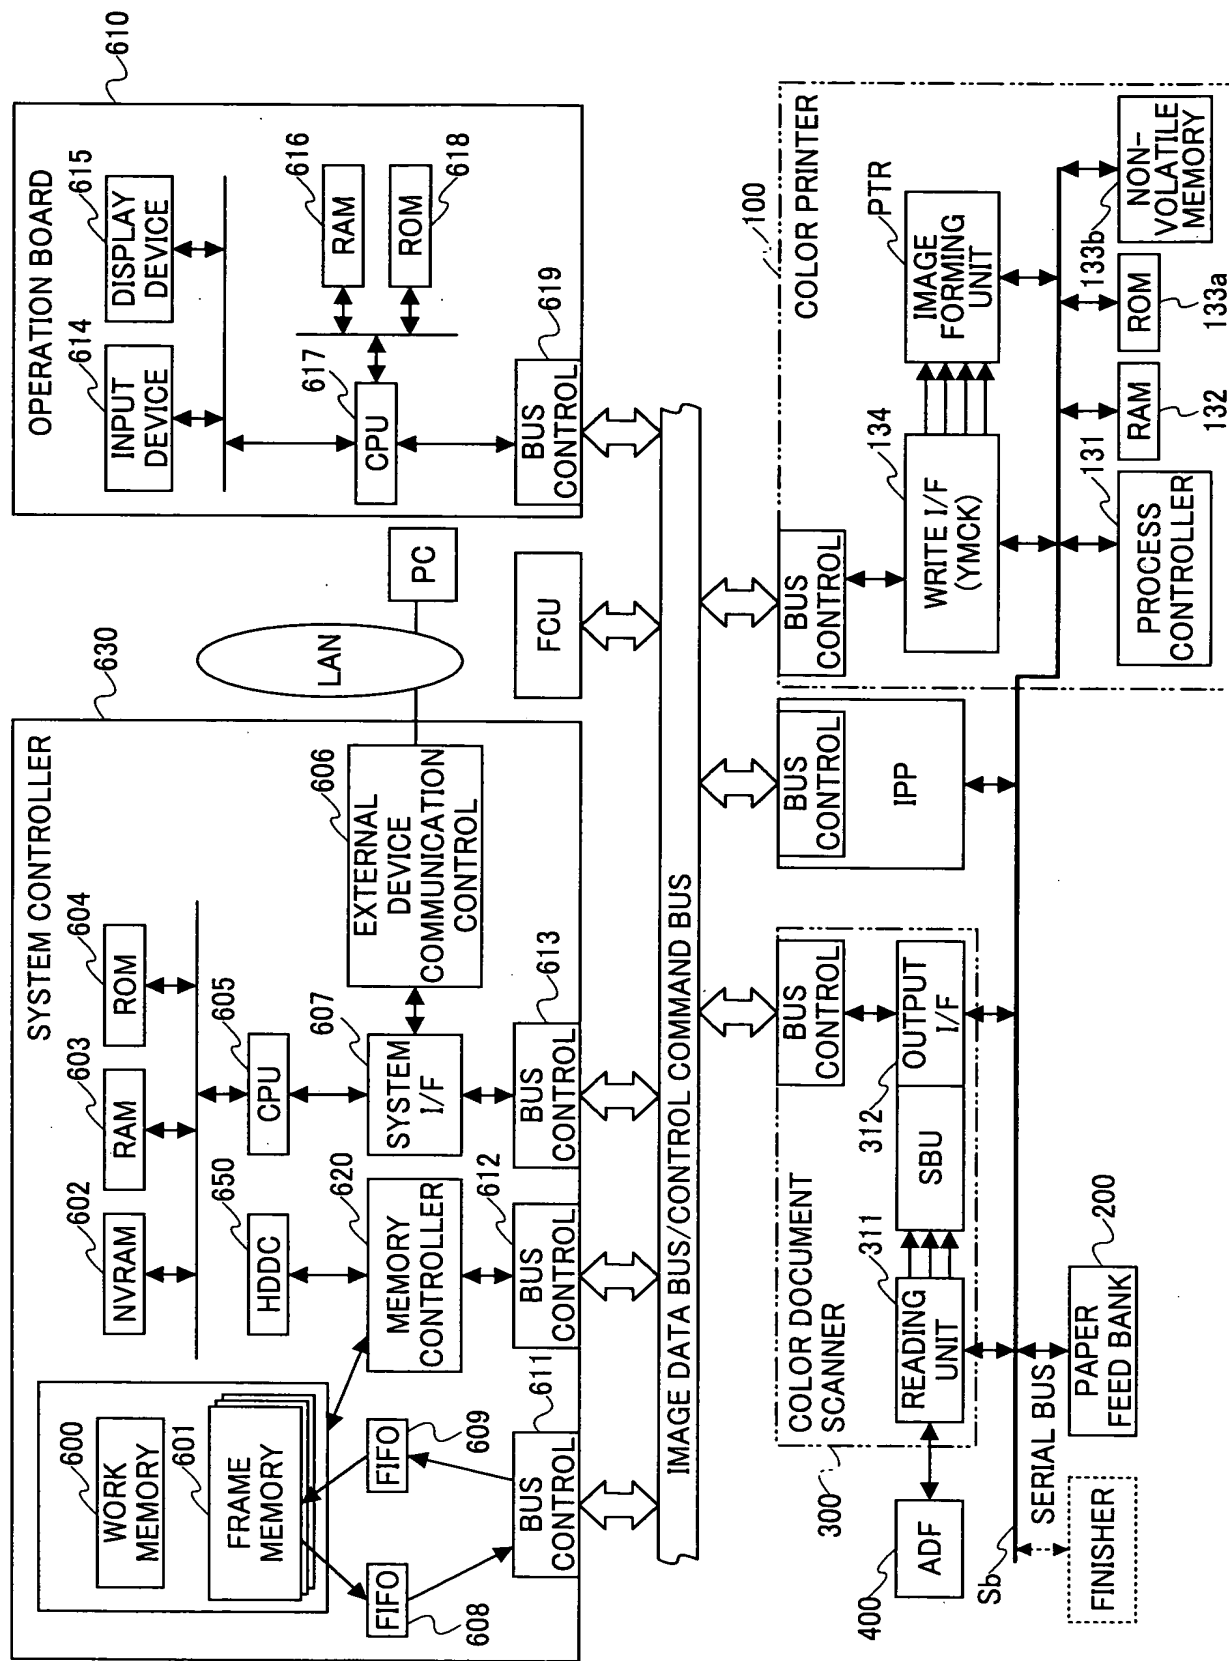 SYSTEM CONTROLLER
630
600
WORK
MEMORY
601
FRAME
MEMORY
602
NVRAM
603
RAM
604
ROM
650
HDDC
605
CPU
620
MEMORY
CONTROLLER
607
SYSTEM
I/F
606
EXTERNAL
DEVICE
COMMUNICATION
CONTROL
FIFO
608
FIFO
609
BUS
CONTROL
611
BUS
CONTROL
612
BUS
CONTROL
613
LAN
PC
FCU
OPERATION BOARD
610
INPUT
DEVICE
614
DISPLAY
DEVICE
615
RAM
616
ROM
618
CPU
617
BUS
CONTROL
619
IMAGE DATA BUS/CONTROL COMMAND BUS
COLOR DOCUMENT
SCANNER
300
BUS
CONTROL
READING
UNIT
311
SBU
OUTPUT
I/F
312
ADF
400
BUS
CONTROL
IPP
COLOR PRINTER
100
BUS
CONTROL
WRITE I/F
(YMCK)
134
IMAGE
FORMING
UNIT
PTR
PROCESS
CONTROLLER
131
RAM
132
ROM
133a
NON-
VOLATILE
MEMORY
133b
Sb
SERIAL BUS
FINISHER
PAPER
FEED BANK
200